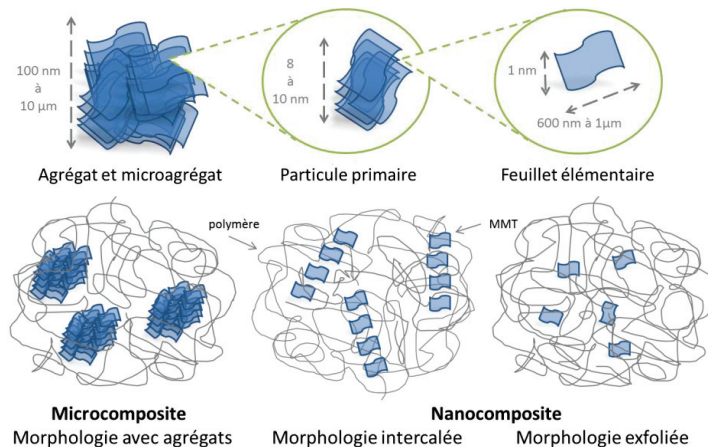 100 nm
à
10 µm
8
à
10 nm
1 nm
600 nm à 1µm
Agrégat et microagrégat
Particule primaire
Feuillet élémentaire
polymère
MMT
Microcomposite
Nanocomposite
Morphologie avec agrégats
Morphologie intercalée
Morphologie exfoliée